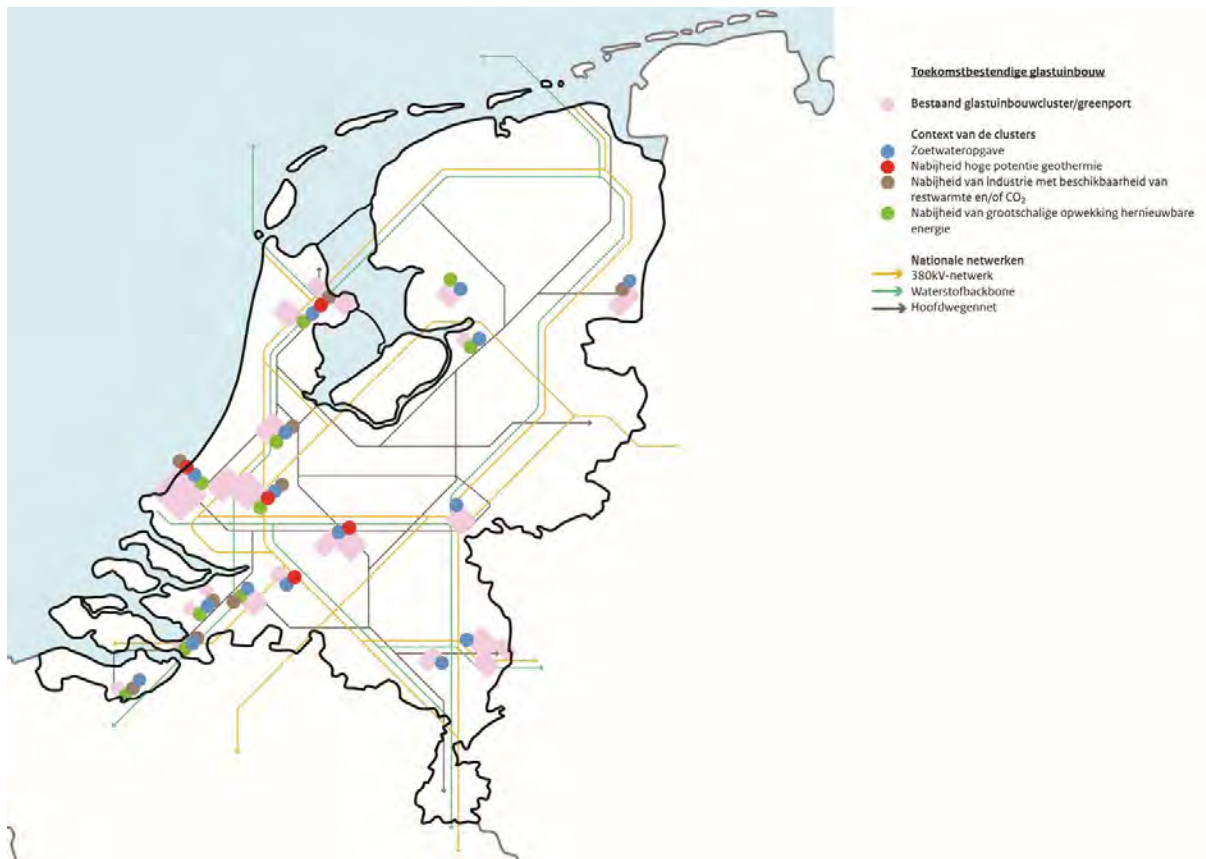 Toekomstbestendige glastuinbouw
Bestaand glastuinbouwcluster/greenport
Context van de clusters
Zoetwateropgave
Nabijheid hoge potentie geothermie
Nabijheid van industrie met beschikbaarheid van
restwarmte en/of CO₂
Nabijheid van grootschalige opwekking hernieuwbare
energie
Nationale netwerken
380kV-netwerk
Waterstofbackbone
Hoofdwegennet